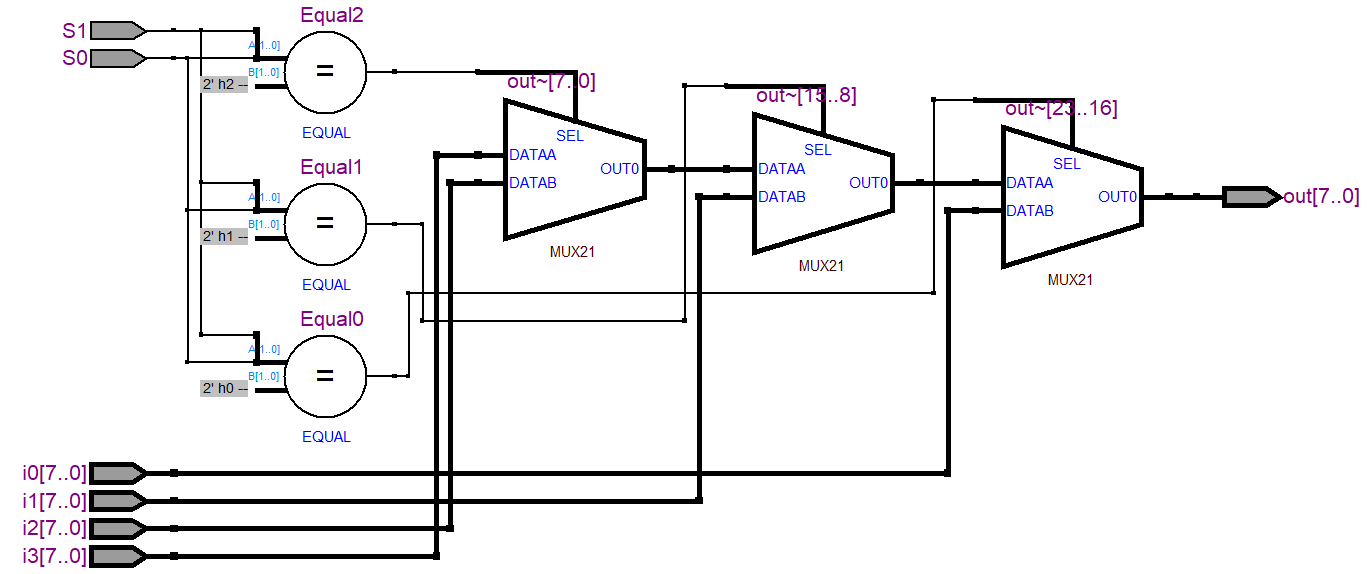 S1
S0
Equal2
A[1..0]
B[1..0]
2' h2 --
=
EQUAL
Equal1
A[1..0]
B[1..0]
2' h1 --
=
EQUAL
Equal0
A[1..0]
B[1..0]
2' h0 --
=
EQUAL
out~[7..0]
SEL
DATAA
DATAB
OUT0
MUX21
out~[15..8]
SEL
DATAA
DATAB
OUT0
MUX21
out~[23..16]
SEL
DATAA
DATAB
OUT0
MUX21
out[7..0]
i0[7..0]
i1[7..0]
i2[7..0]
i3[7..0]